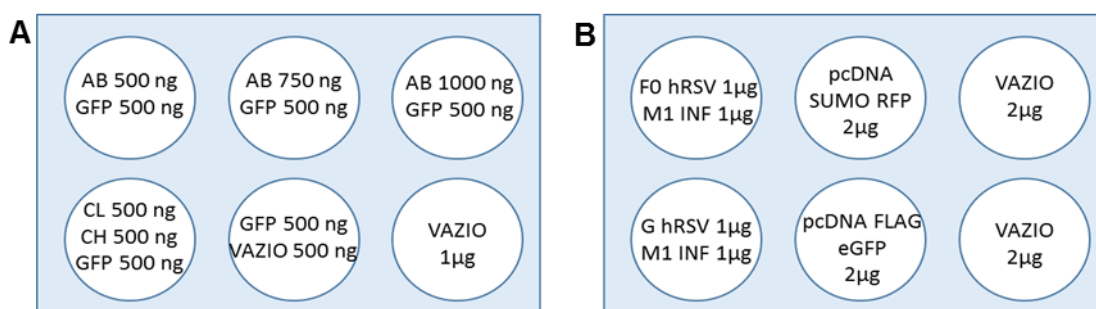 A
AB 500 ng
GFP 500 ng
AB 750 ng
GFP 500 ng
AB 1000 ng
GFP 500 ng
CL 500 ng
CH 500 ng
GFP 500 ng
GFP 500 ng
VAZIO 500 ng
VAZIO
1µg
B
F0 hRSV 1µg
M1 INF 1µg
pcDNA
SUMO RFP
2µg
VAZIO
2µg
G hRSV 1µg
M1 INF 1µg
pcDNA FLAG
eGFP
2µg
VAZIO
2µg